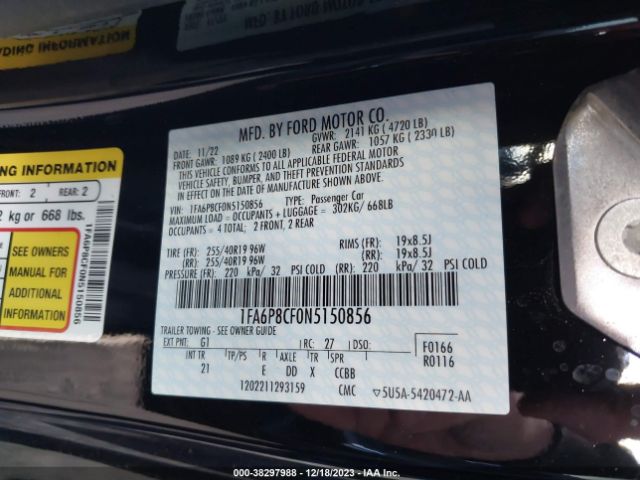 MFD. BY FORD MOTOR CO.
DATE: 11/22 GVWR: 2141 KG ( 4720 LB)
FRONT GAWR: 1089 KG ( 2400 LB) REAR GAWR: 1057 KG ( 2330 LB)
THIS VEHICLE CONFORMS TO ALL APPLICABLE FEDERAL MOTOR
VEHICLE SAFETY, BUMPER, AND THEFT PREVENTION STANDARDS
IN EFFECT ON THE DATE OF MANUFACTURE SHOWN ABOVE.
VIN: 1FA6P8CF0N5150856 TYPE: Passenger Car
MAXIMUM LOAD = OCCUPANTS + LUGGAGE = 302KG/ 668LB
OCCUPANTS = 4 TOTAL: 2 FRONT, 2 REAR
TIRE (FR): 255/40R19 96W RIMS (FR): 19x8.5J
(RR): 255/40R19 96W (RR): 19x8.5J
PRESSURE (FR): 220 kPa/ 32 PSI COLD (RR): 220 kPa/ 32 PSI COLD
1FA6P8CF0N5150856
TRAILER TOWING - SEE OWNER GUIDE
EXT PNT: G1 RC: 27 DSO: F0166
INT TR TP/PS R AXLE TR SPR R0116
21 E DD X CCBB
1202211293159 CMC 5U5A-5420472-AA
ING INFORMATION
FRONT: 2 REAR: 2
kg or 668 lbs.
SEE OWNERS
MANUAL FOR
ADDITIONAL
INFORMATION
1FA6P8CF0N5150856
000-38297988 - 12/18/2023 - IAA Inc.